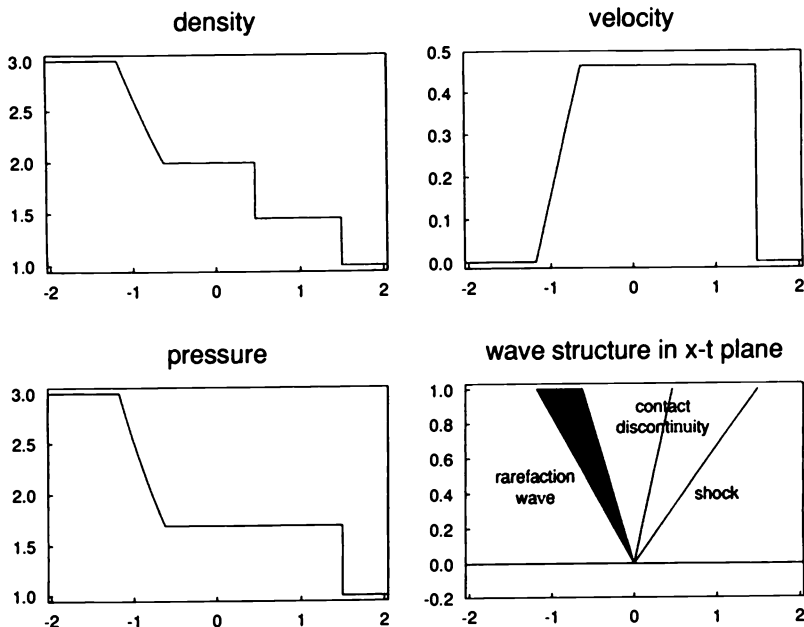 density
3.0
2.5
2.0
1.5
1.0
-2 -1 0 1 2
velocity
0.5
0.4
0.3
0.2
0.1
0.0
-2 -1 0 1 2
pressure
3.0
2.5
2.0
1.5
1.0
-2 -1 0 1 2
wave structure in x-t plane
1.0
0.8
0.6
0.4
0.2
0.0
-0.2
contact
discontinuity
rarefaction
wave
shock
-2 -1 0 1 2